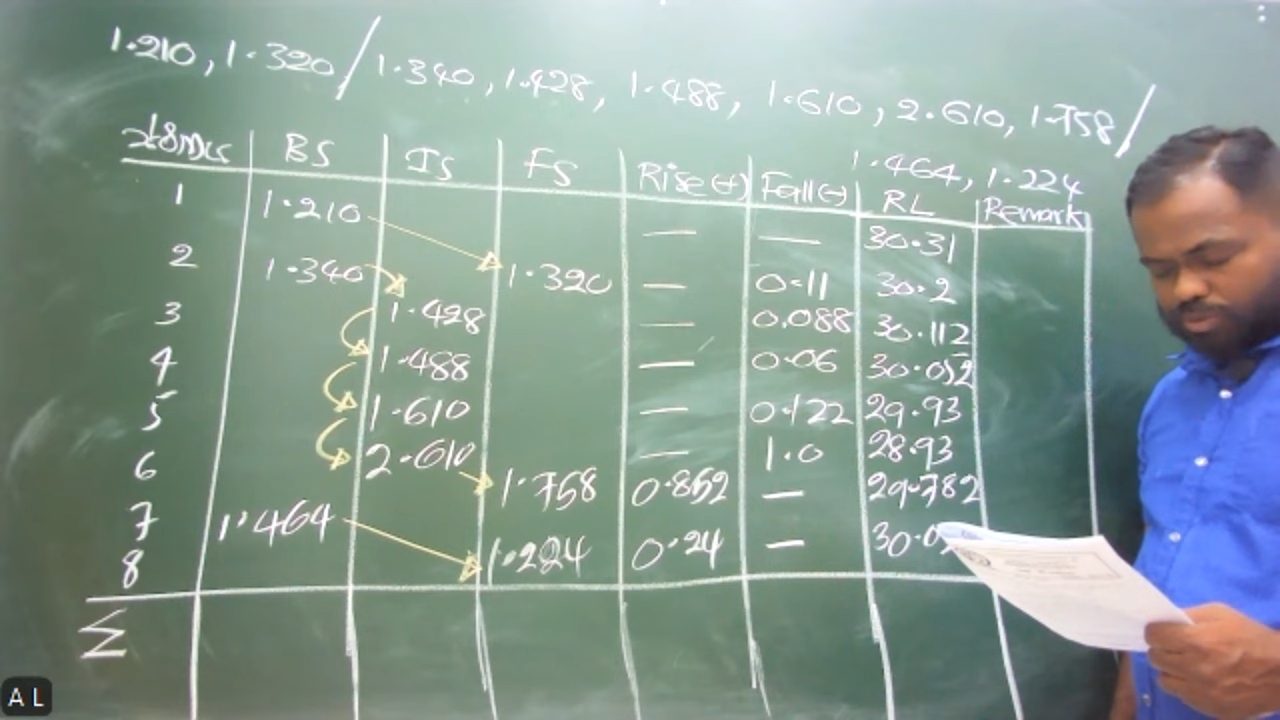 1.210, 1.320/1.340, 1.428, 1.488, 1.610, 2.610, 1.758/
1.464, 1.224
BS IS FS Rise(+) Fall(-) RL Remark
1 1.210 — — 30.31
2 1.340 1.320 — 0.11 30.2
3 1.428 — 0.088 30.112
4 1.488 — 0.06 30.052
5 1.610 — 0.122 29.93
6 2.610 — 1.0 28.93
7 1.464 1.758 0.852 — 29.782
8 1.224 0.24 — 30.0
Σ
A L